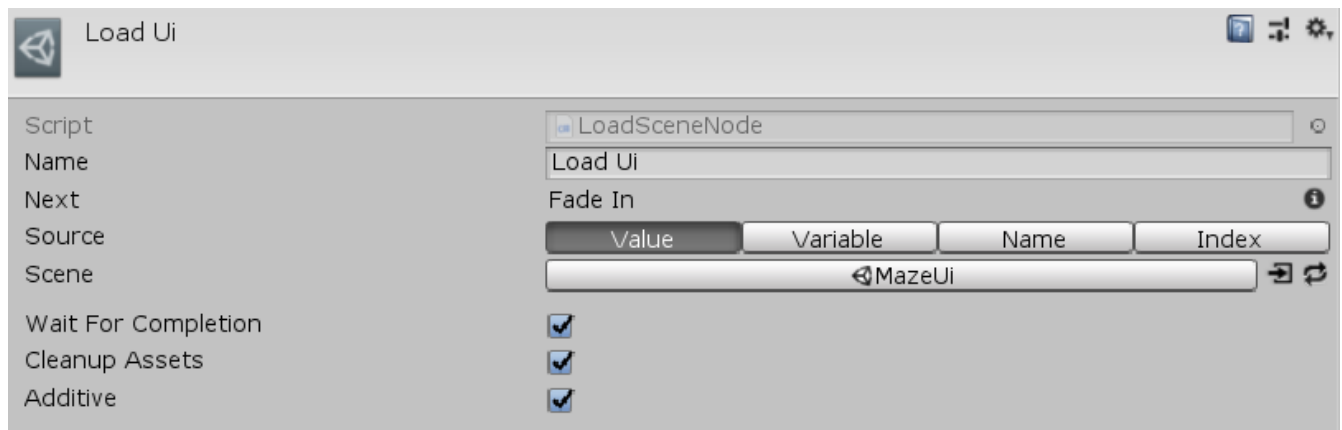 Load Ui
Script LoadSceneNode
Name Load Ui
Next Fade In
Source Value Variable Name Index
Scene MazeUi
Wait For Completion
Cleanup Assets
Additive